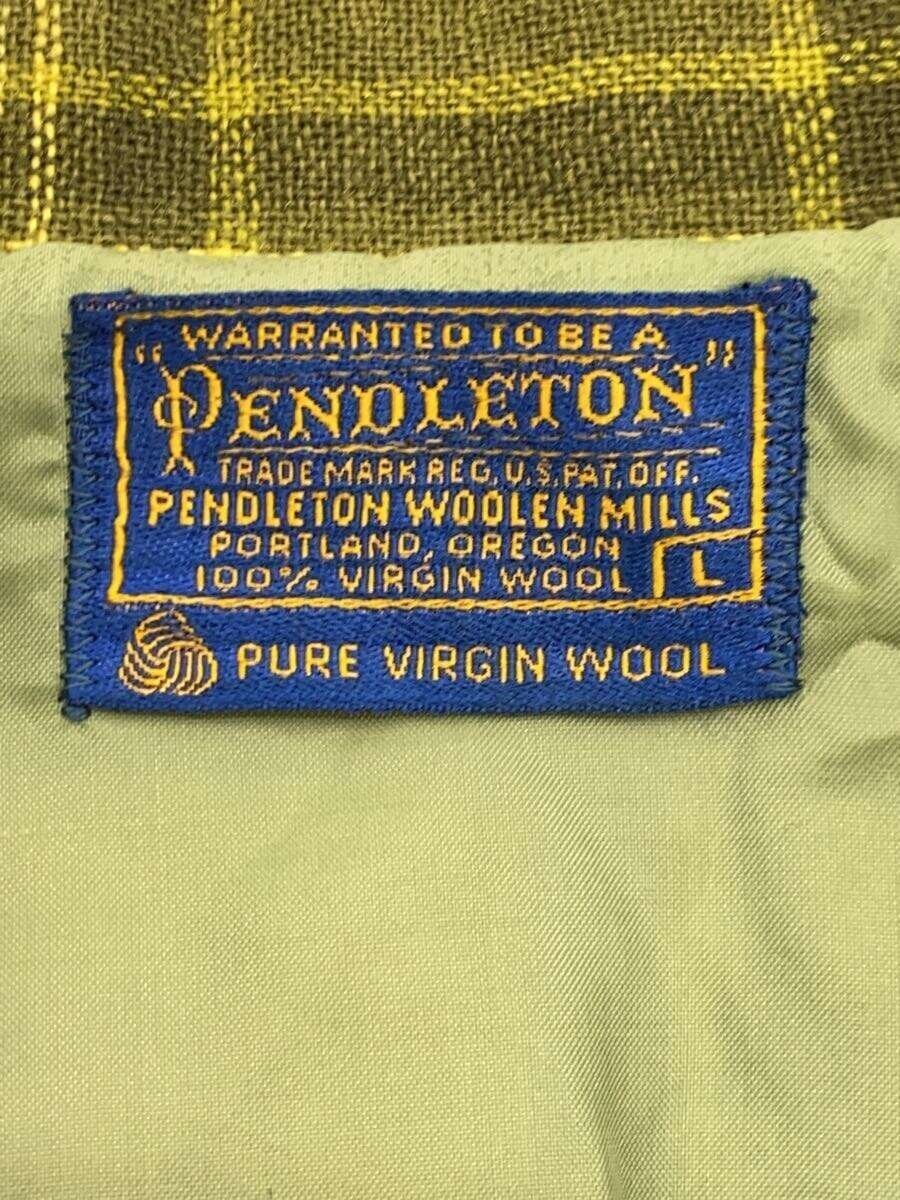 WARRANTED TO BE A
"PENDLETON"
TRADE MARK REG. U.S. PAT. OFF.
PENDLETON WOOLEN MILLS
PORTLAND, OREGON
100% VIRGIN WOOL L
PURE VIRGIN WOOL